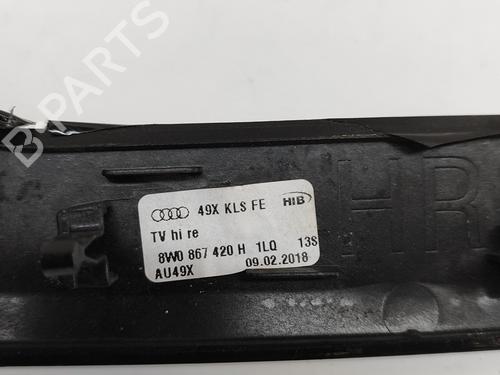 49X KLS FE HIB
TV hi re
8W0 867 420 H 1LQ 13S
AU49X 09.02.2018
HR
B-PARTS